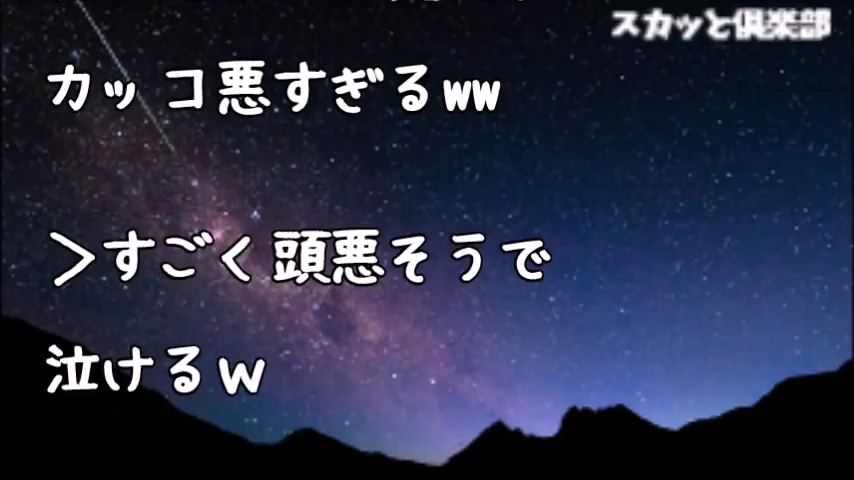 スカッと倶楽部
カッコ悪すぎるww
＞すごく頭悪そうで
泣けるｗ